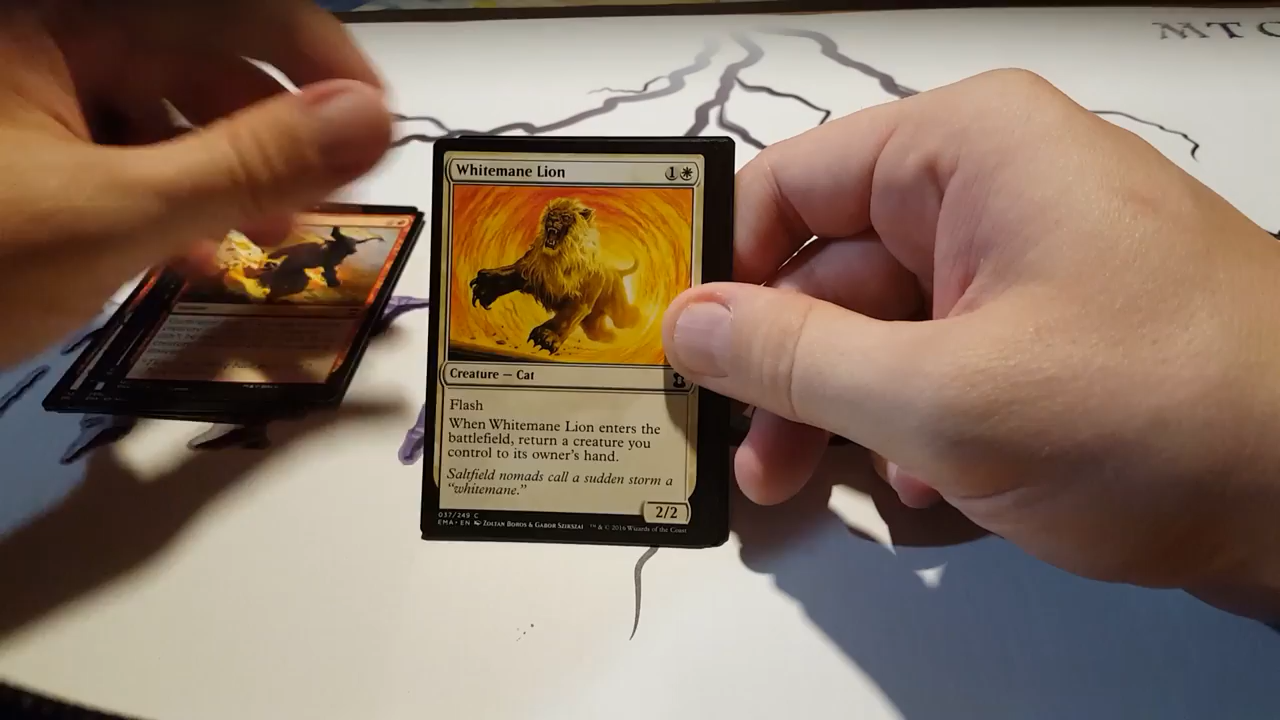 MT G
Whitemane Lion 1
Creature — Cat
Flash
When Whitemane Lion enters the
battlefield, return a creature you
control to its owner's hand.
Saltfield nomads call a sudden storm a
"whitemane."
2/2
037/249 C
EMA • EN Zoltan Boros & Gabor Szikszai ™ & © 2016 Wizards of the Coast